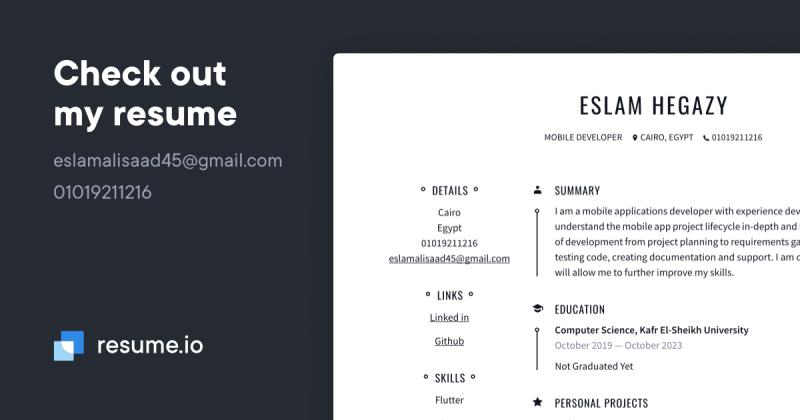 Check out
my resume
eslamalisaad45@gmail.com
01019211216
resume.io
ESLAM HEGAZY
MOBILE DEVELOPER CAIRO, EGYPT 01019211216
DETAILS
Cairo
Egypt
01019211216
eslamalisaad45@gmail.com
LINKS
Linked in
Github
SKILLS
Flutter
SUMMARY
I am a mobile applications developer with experience dev
understand the mobile app project lifecycle in-depth and
of development from project planning to requirements ga
testing code, creating documentation and support. I am c
will allow me to further improve my skills.
EDUCATION
Computer Science, Kafr El-Sheikh University
October 2019 — October 2023
Not Graduated Yet
PERSONAL PROJECTS